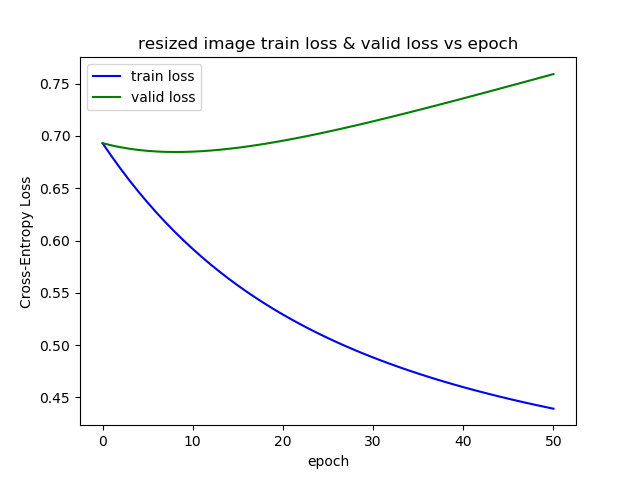 resized image train loss & valid loss vs epoch
train loss
valid loss
Cross-Entropy Loss
0.75
0.70
0.65
0.60
0.55
0.50
0.45
0 10 20 30 40 50
epoch